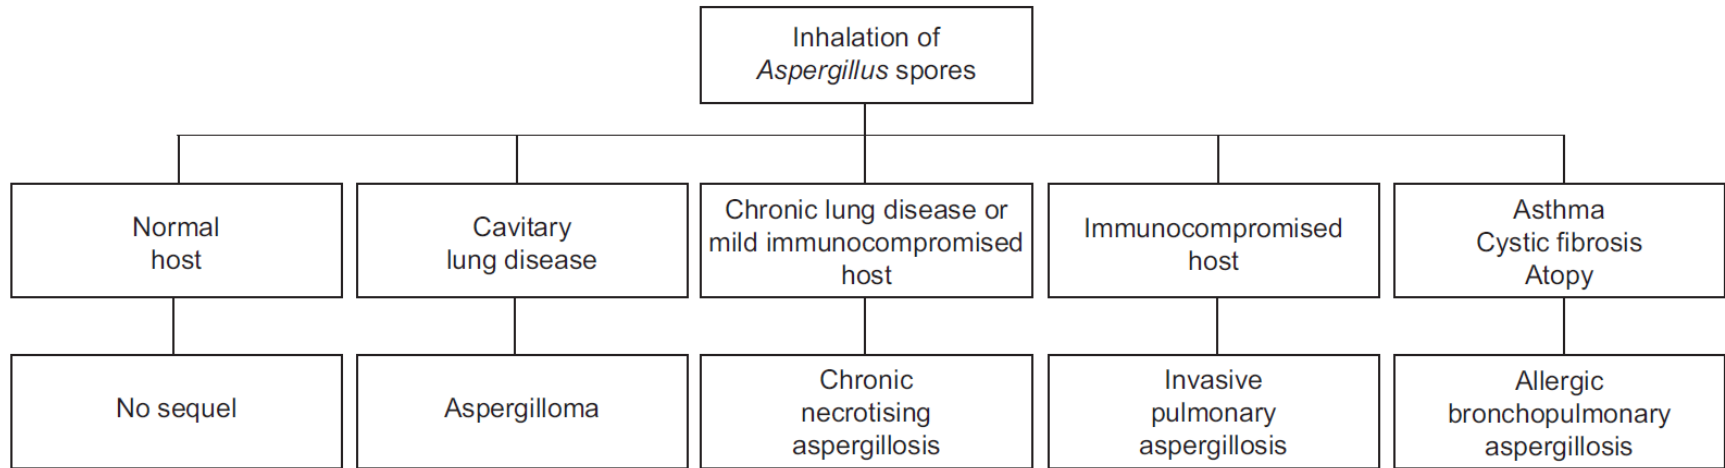 Inhalation of
Aspergillus spores
Normal
host
Cavitary
lung disease
Chronic lung disease or
mild immunocompromised
host
Immunocompromised
host
Asthma
Cystic fibrosis
Atopy
No sequel
Aspergilloma
Chronic
necrotising
aspergillosis
Invasive
pulmonary
aspergillosis
Allergic
bronchopulmonary
aspergillosis